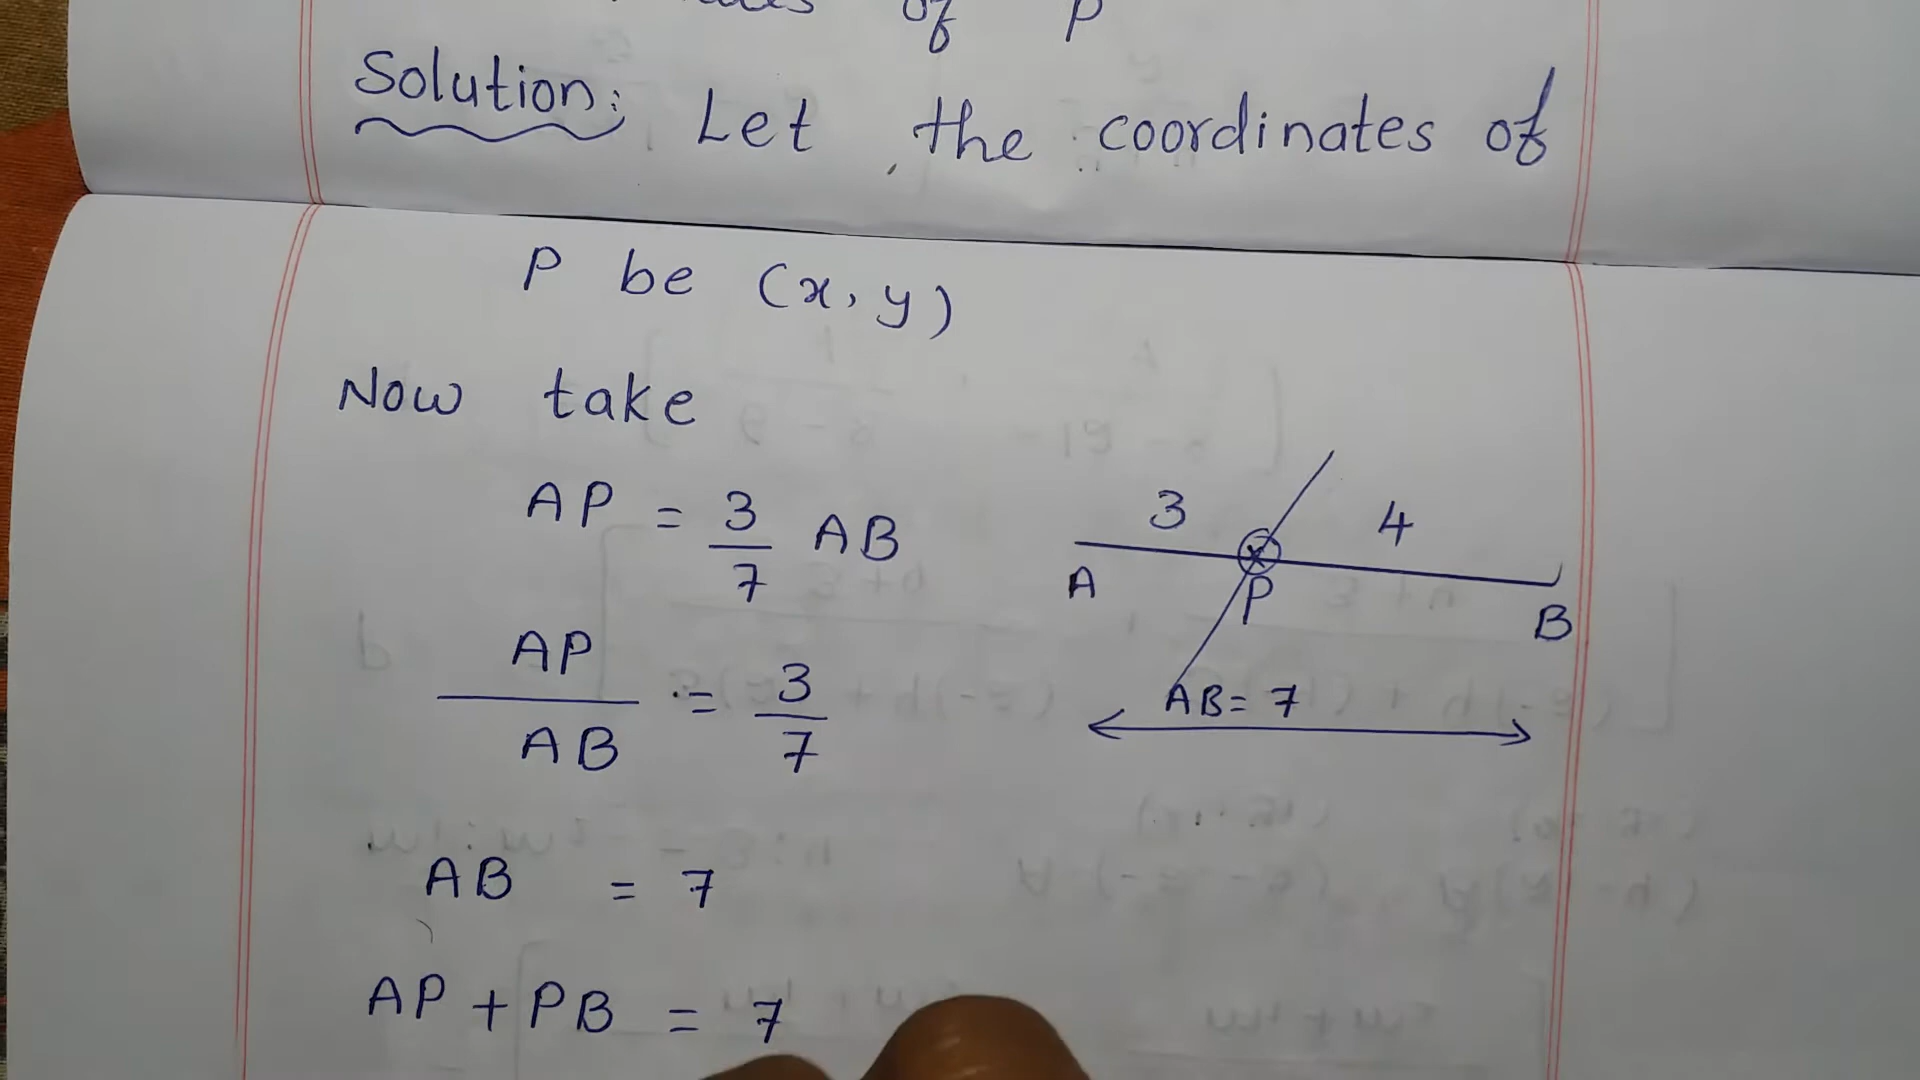 of P
Solution: Let the coordinates of
P be (x, y)
Now take
AP = 3/7 AB
AP/AB = 3/7
AB = 7
AP + PB = 7
3 4
A P B
AB = 7